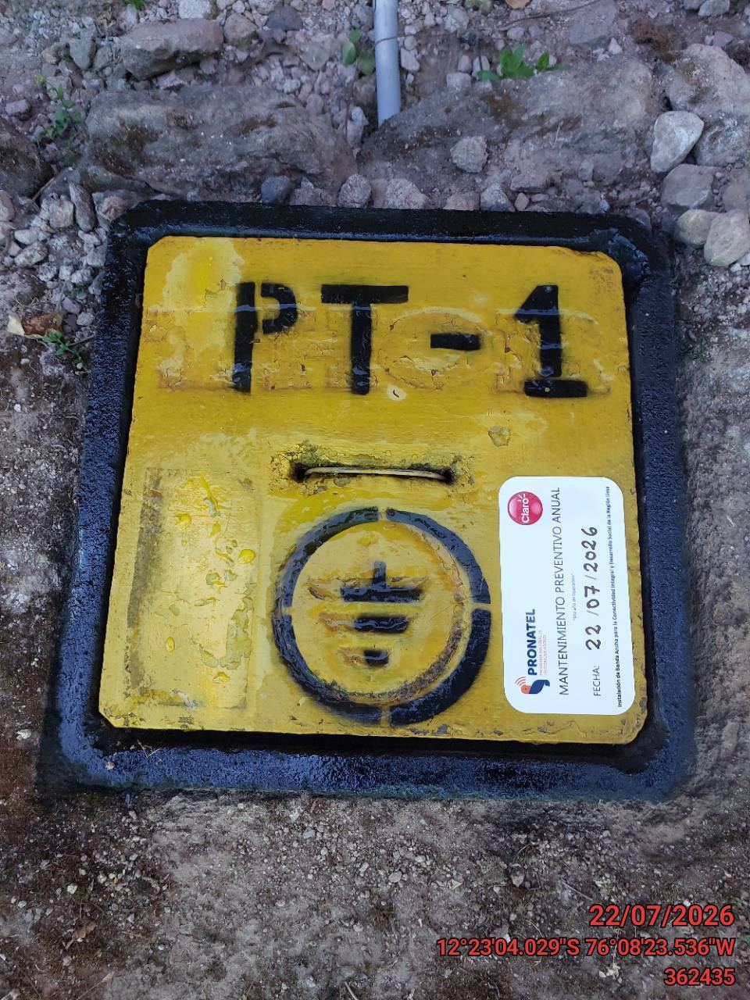 PT-1
Claro
PRONATEL
MANTENIMIENTO PREVENTIVO ANUAL
FECHA: 22/07/2026
Instalación de Banda Ancha para la Conectividad Integral y Desarrollo Social de la Región Lima
22/07/2026
12°23'04.029"S 76°08'23.536"W
362435